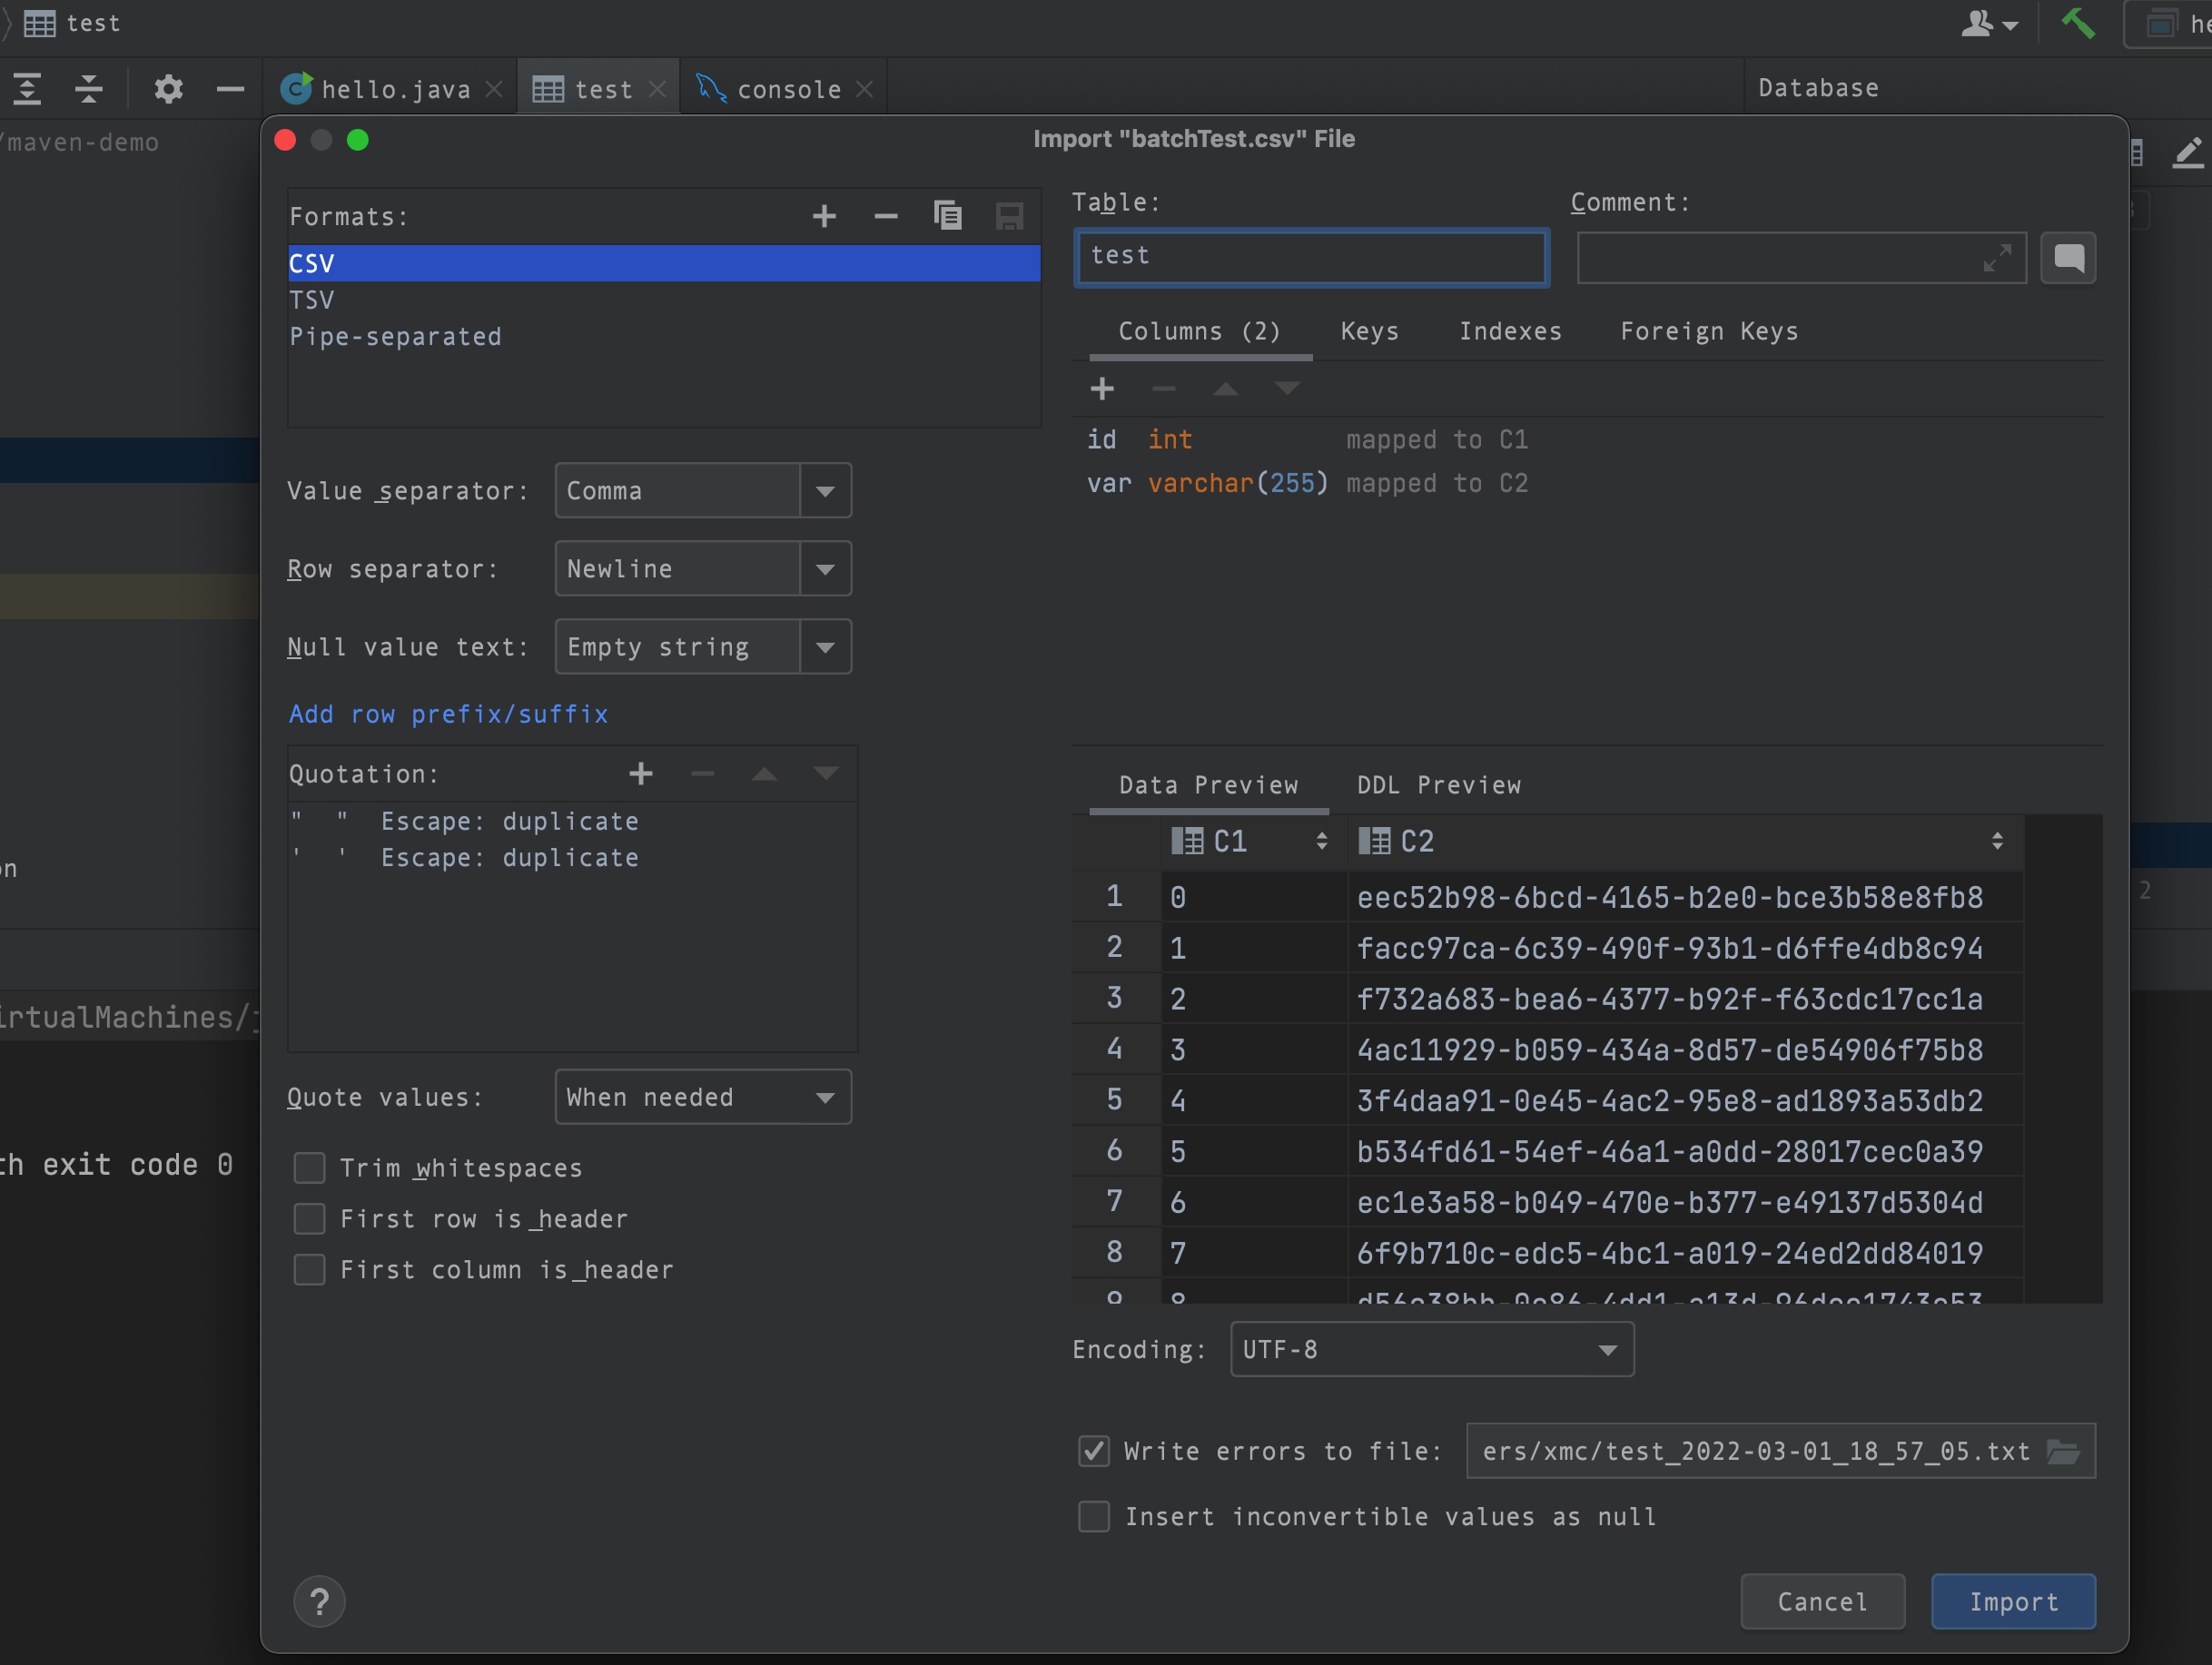 test
hello.java
test
console
Database
/maven-demo
Import "batchTest.csv" File
Formats:
CSV
TSV
Pipe-separated
Value separator: Comma
Row separator: Newline
Null value text: Empty string
Add row prefix/suffix
Quotation:
" " Escape: duplicate
' ' Escape: duplicate
Quote values: When needed
Trim whitespaces
First row is header
First column is header
Table:
test
Comment:
Columns (2) Keys Indexes Foreign Keys
id int mapped to C1
var varchar(255) mapped to C2
Data Preview DDL Preview
C1 C2
1 0 eec52b98-6bcd-4165-b2e0-bce3b58e8fb8
2 1 facc97ca-6c39-490f-93b1-d6ffe4db8c94
3 2 f732a683-bea6-4377-b92f-f63cdc17cc1a
4 3 4ac11929-b059-434a-8d57-de54906f75b8
5 4 3f4daa91-0e45-4ac2-95e8-ad1893a53db2
6 5 b534fd61-54ef-46a1-a0dd-28017cec0a39
7 6 ec1e3a58-b049-470e-b377-e49137d5304d
8 7 6f9b710c-edc5-4bc1-a019-24ed2dd84019
9 8
Encoding: UTF-8
Write errors to file: ers/xmc/test_2022-03-01_18_57_05.txt
Insert inconvertible values as null
?
Cancel
Import
on
irtualMachines/j
th exit code 0
2
he